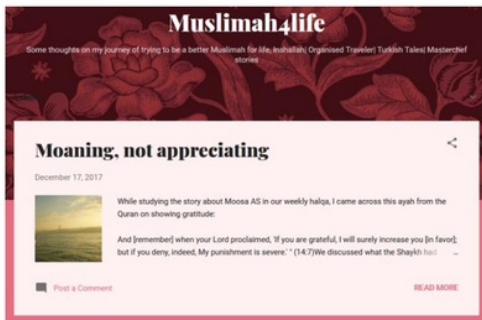 Muslimah4life
Some thoughts on my journey of trying to be a better Muslimah for life, Inshallah| Organised Traveler| Turkish Tales| Masterchef
stories
Moaning, not appreciating
December 17, 2017
While studying the story about Moosa AS in our weekly halqa, I came across this ayah from the
Quran on showing gratitude:
And [remember] when your Lord proclaimed, 'If you are grateful, I will surely increase you [in favor];
but if you deny, indeed, My punishment is severe.' " (14:7)We discussed what the Shaykh had ...
Post a Comment
READ MORE